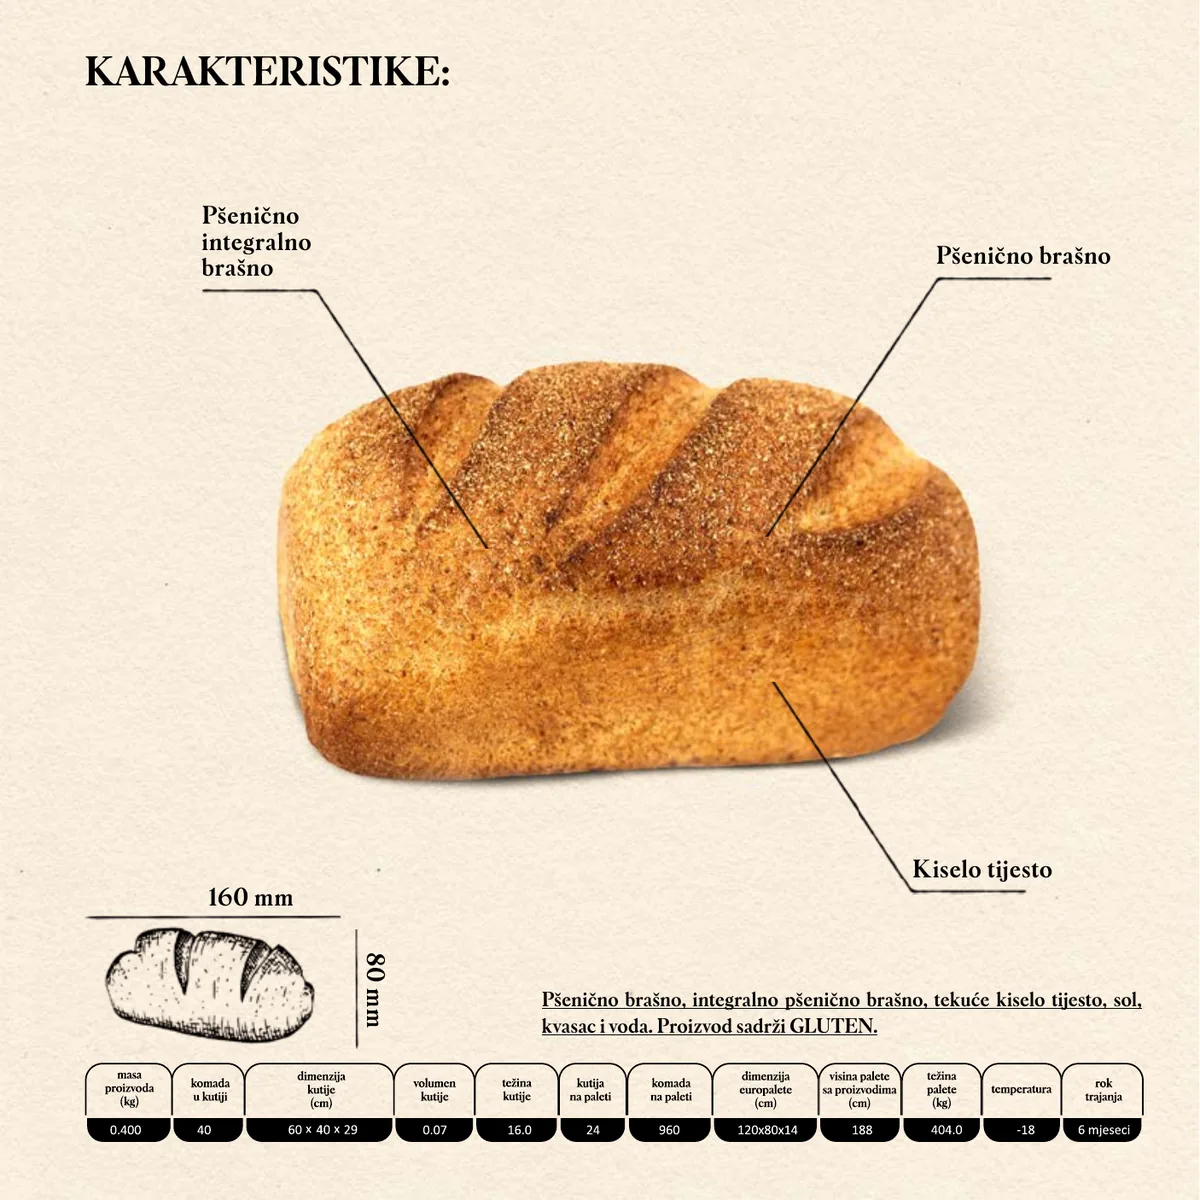 KARAKTERISTIKE:
Pšenično
integralno
brašno
Pšenično brašno
Kiselo tijesto
160 mm
80 mm
Pšenično brašno, integralno pšenično brašno, tekuće kiselo tijesto, sol,
kvasac i voda. Proizvod sadrži GLUTEN.
masa
proizvoda
(kg)
0.400
komada
u kutiji
40
dimenzija
kutije
(cm)
60 x 40 x 29
volumen
kutije
0.07
težina
kutije
16.0
kutija
na paleti
24
komada
na paleti
960
dimenzija
europalete
(cm)
120x80x14
visina palete
sa proizvodima
(cm)
188
težina
palete
(kg)
404.0
temperatura
-18
rok
trajanja
6 mjeseci